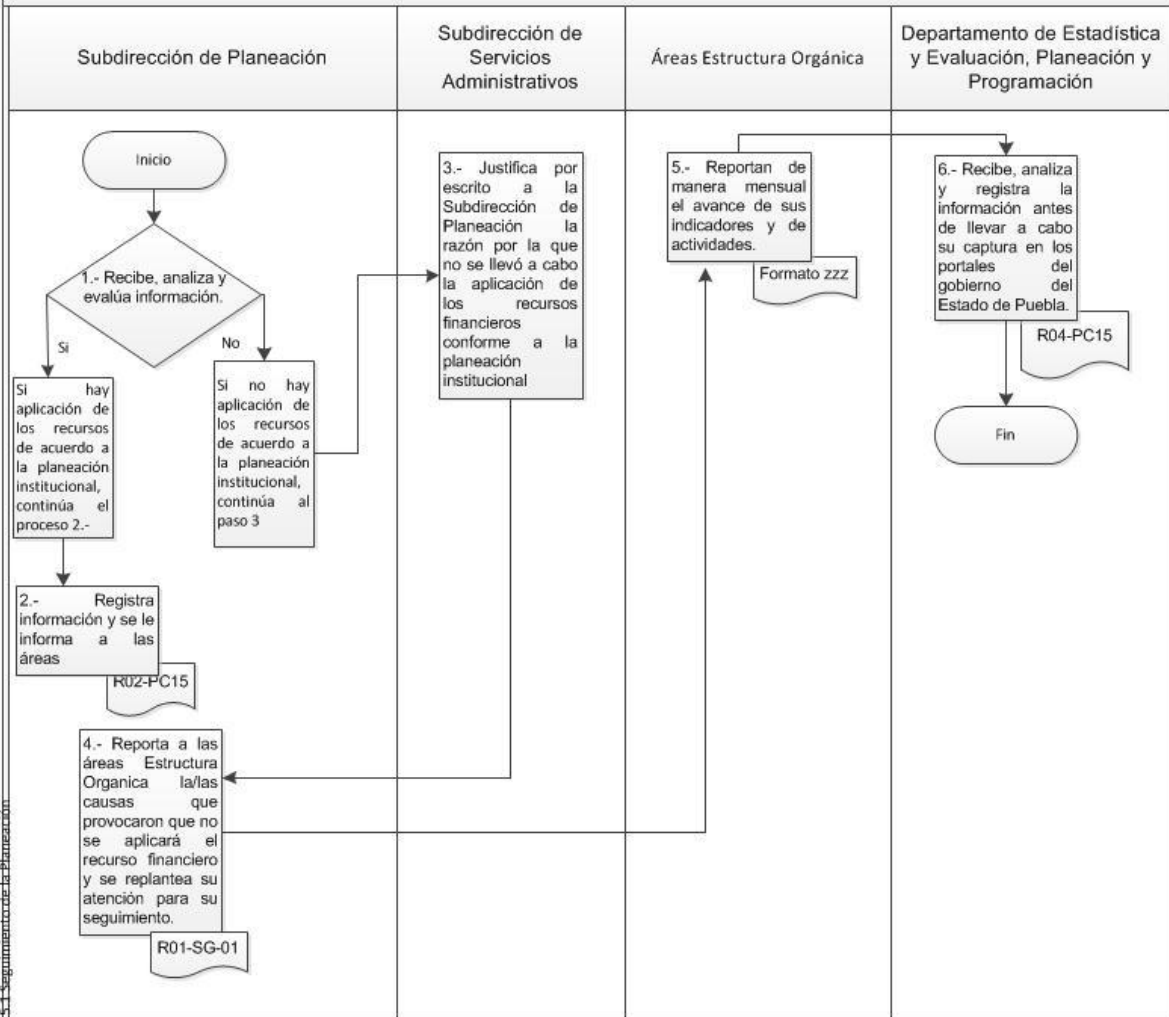 Subdirección de Planeación
Subdirección de
Servicios
Administrativos
Áreas Estructura Orgánica
Departamento de Estadística
y Evaluación, Planeación y
Programación
Inicio
1.- Recibe, analiza y
evalúa información.
Si
No
Si hay
aplicación de
los recursos
de acuerdo a
la planeación
institucional,
continúa el
proceso 2.-
Si no hay
aplicación de
los recursos
de acuerdo a
la planeación
institucional,
continúa al
paso 3
2.- Registra
información y se le
informa a las
áreas
R02-PC15
3.- Justifica por
escrito a la
Subdirección de
Planeación la
razón por la que
no se llevó a cabo
la aplicación de
los recursos
financieros
conforme a la
planeación
institucional
4.- Reporta a las
áreas Estructura
Organica la/las
causas que
provocaron que no
se aplicará el
recurso financiero
y se replantea su
atención para su
seguimiento.
R01-SG-01
5.- Reportan de
manera mensual
el avance de sus
indicadores y de
actividades.
Formato zzz
6.- Recibe, analiza
y registra la
información antes
de llevar a cabo
su captura en los
portales del
gobierno del
Estado de Puebla.
R04-PC15
Fin
5.1 Seguimiento de la Planeación